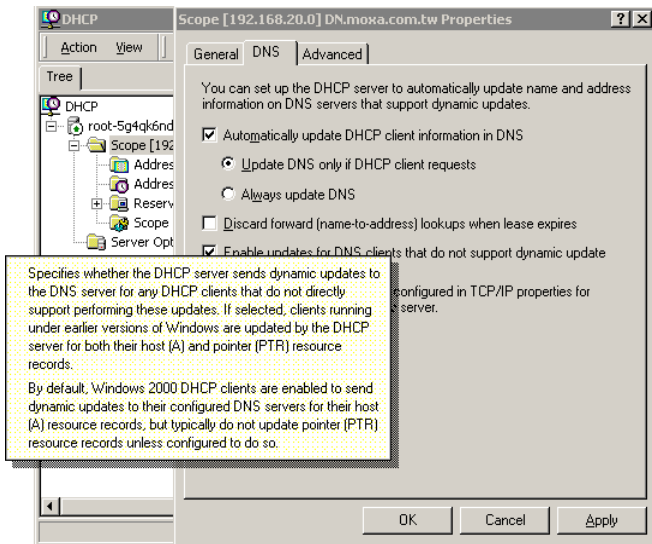 DHCP
Action View
Tree
DHCP
root-5g4qk6nd
Scope [192
Addres
Addres
Reserv
Scope
Server Opt
Scope [192.168.20.0] DN.moxa.com.tw Properties
General DNS Advanced
You can set up the DHCP server to automatically update name and address
information on DNS servers that support dynamic updates.
Automatically update DHCP client information in DNS
Update DNS only if DHCP client requests
Always update DNS
Discard forward (name-to-address) lookups when lease expires
Enable updates for DNS clients that do not support dynamic update
configured in TCP/IP properties for
server.
Specifies whether the DHCP server sends dynamic updates to
the DNS server for any DHCP clients that do not directly
support performing these updates. If selected, clients running
under earlier versions of Windows are updated by the DHCP
server for both their host (A) and pointer (PTR) resource
records.
By default, Windows 2000 DHCP clients are enabled to send
dynamic updates to their configured DNS servers for their host
(A) resource records, but typically do not update pointer (PTR)
resource records unless configured to do so.
OK Cancel Apply